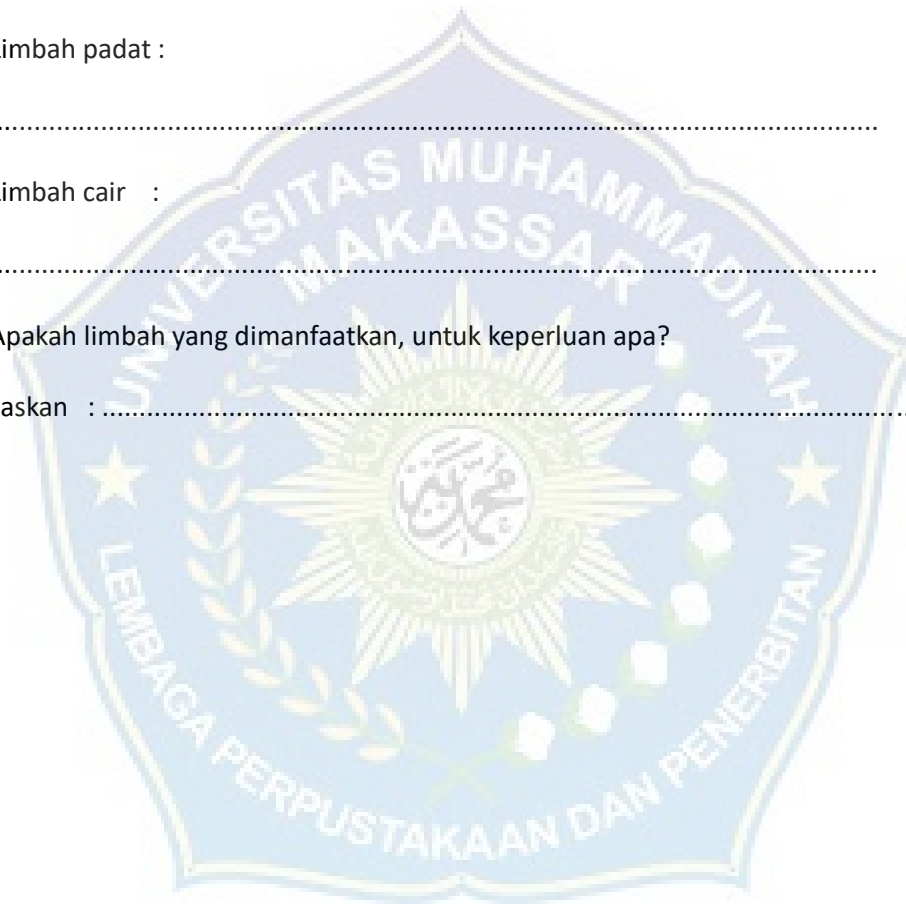 imbah padat :
................................................................................................................
imbah cair :
................................................................................................................
Apakah limbah yang dimanfaatkan, untuk keperluan apa?
askan : ................................................................................................................
UNIVERSITAS MUHAMMADIYAH
MAKASSAR
محمد
LEMBAGA PERPUSTAKAAN DAN PENERBITAN